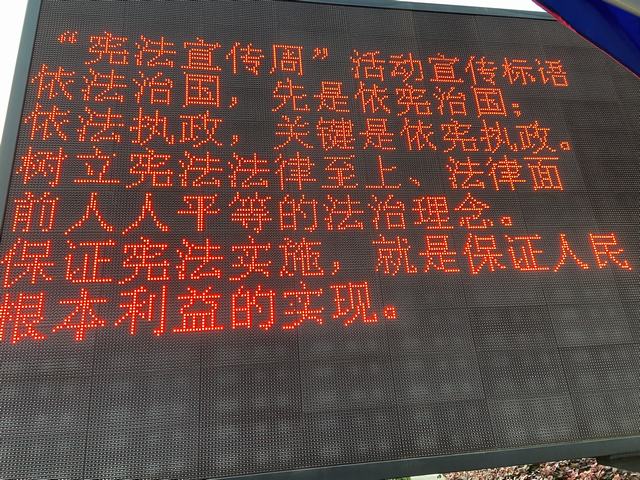 “宪法宣传周”活动宣传标语
依法治国，先是依宪治国；
依法执政，关键是依宪执政。
树立宪法法律至上、法律面
前人人平等的法治理念。
保证宪法实施，就是保证人民
根本利益的实现。